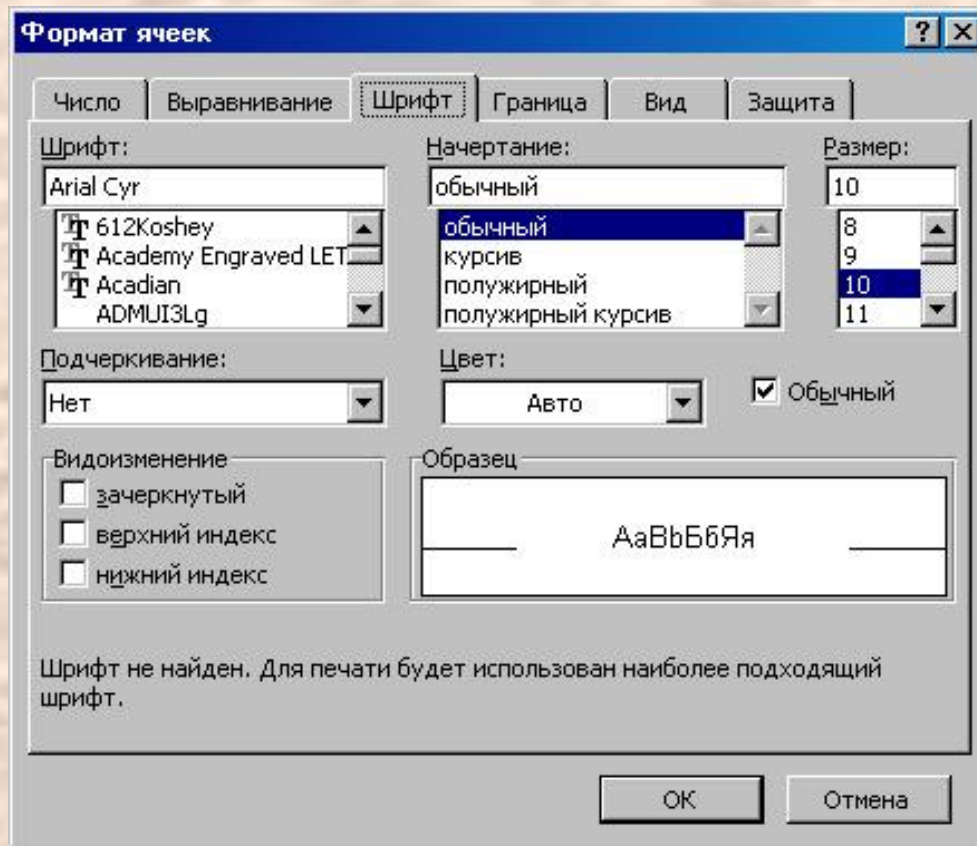 Формат ячеек
Число Выравнивание Шрифт Граница Вид Защита
Шрифт: Начертание: Размер:
Arial Cyr обычный 10
612Koshey обычный 8
Academy Engraved LET курсив 9
Acadian полужирный 10
ADMUI3Lg полужирный курсив 11
Подчеркивание: Цвет:
Нет Авто Обычный
Видоизменение Образец
зачеркнутый
верхний индекс АаВbБбЯя
нижний индекс
Шрифт не найден. Для печати будет использован наиболее подходящий
шрифт.
ОК Отмена